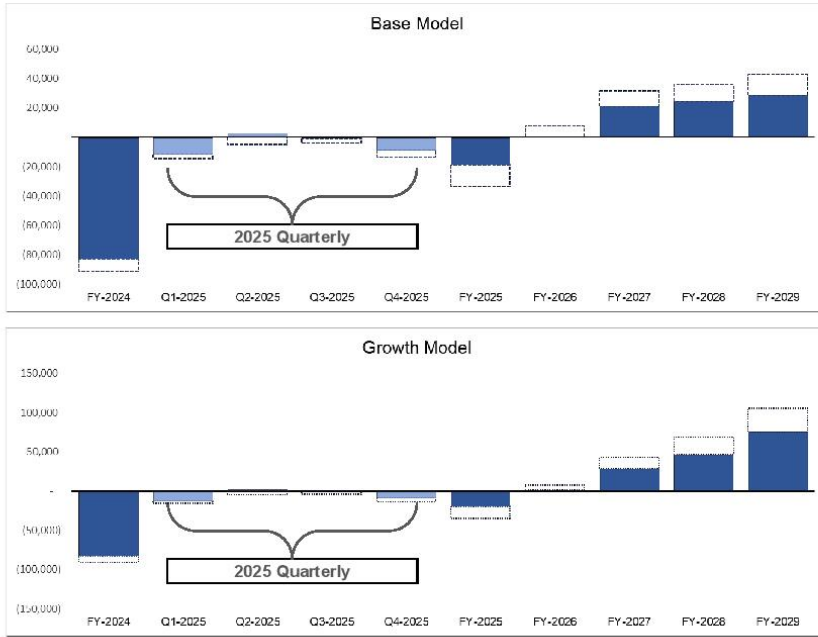 Base Model
60,000
40,000
20,000
(20,000)
(40,000)
(60,000)
(80,000)
(100,000)
2025 Quarterly
FY-2024 Q1-2025 Q2-2025 Q3-2025 Q4-2025 FY-2025 FY-2026 FY-2027 FY-2028 FY-2029
Growth Model
150,000
100,000
50,000
-
(50,000)
(100,000)
(150,000)
2025 Quarterly
FY-2024 Q1-2025 Q2-2025 Q3-2025 Q4-2025 FY-2025 FY-2026 FY-2027 FY-2028 FY-2029